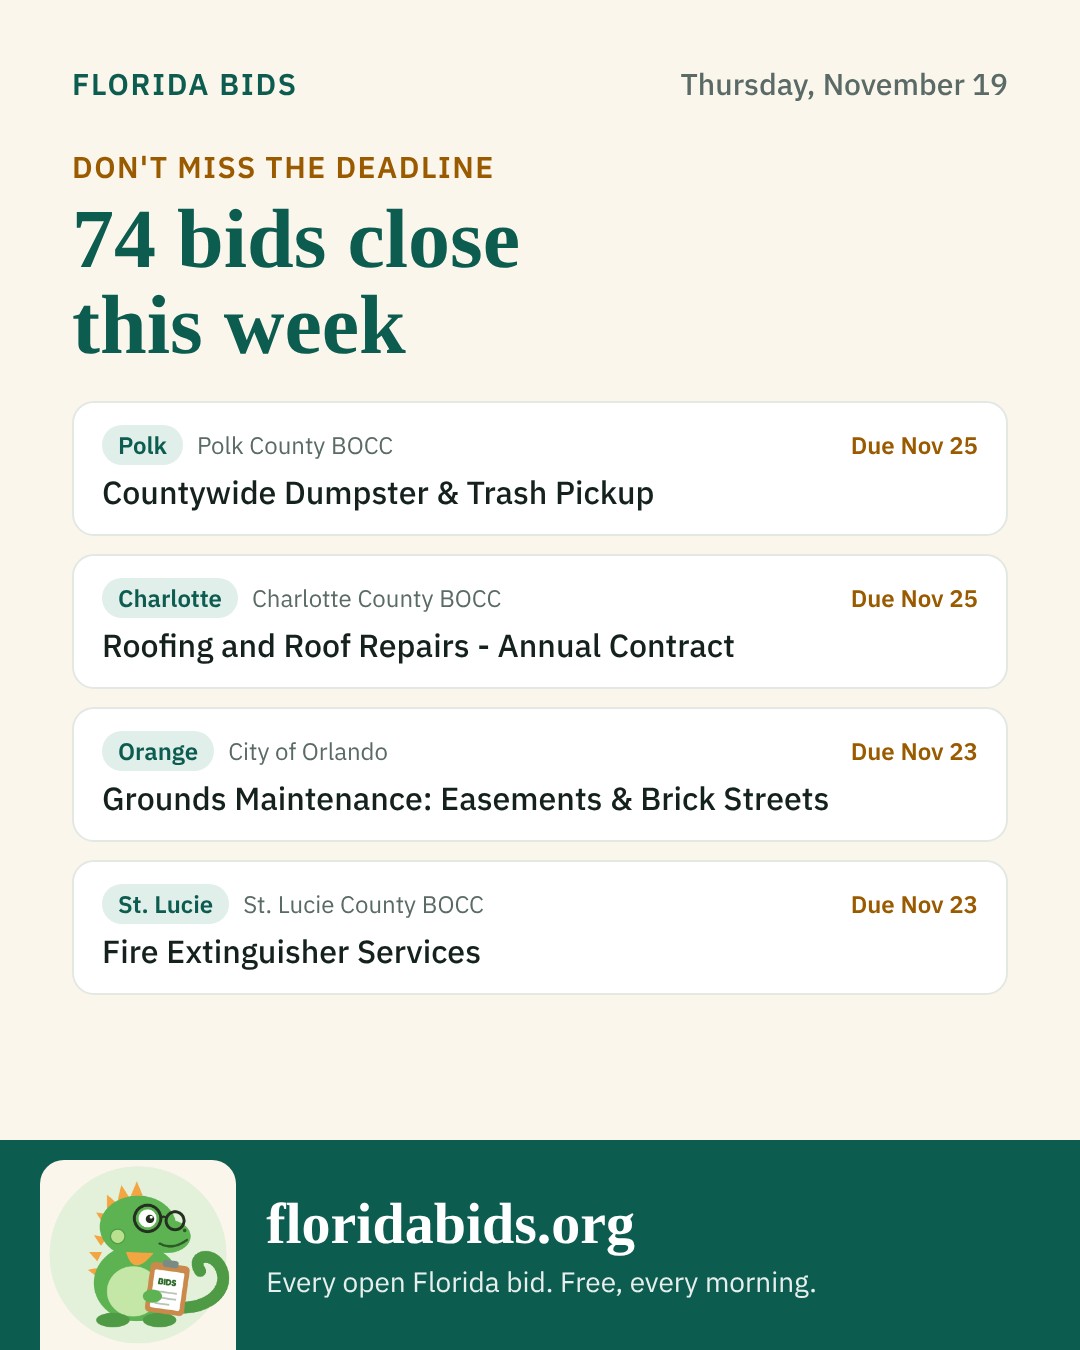 FLORIDA BIDS
Thursday, November 19
DON'T MISS THE DEADLINE
74 bids close
this week
Polk Polk County BOCC Due Nov 25
Countywide Dumpster & Trash Pickup
Charlotte Charlotte County BOCC Due Nov 25
Roofing and Roof Repairs - Annual Contract
Orange City of Orlando Due Nov 23
Grounds Maintenance: Easements & Brick Streets
St. Lucie St. Lucie County BOCC Due Nov 23
Fire Extinguisher Services
BIDS
floridabids.org
Every open Florida bid. Free, every morning.